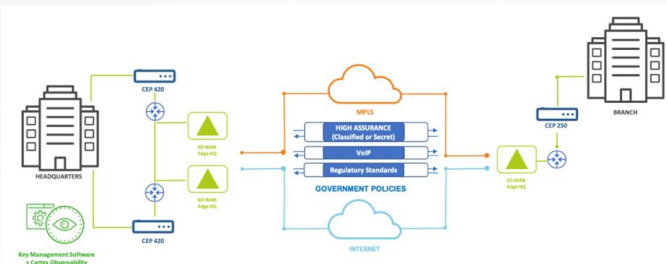 CEP 420
SD-WAN
Edge HQ
HEADQUARTERS
SD-WAN
Edge HQ
CEP 420
Key Management Software
+ Certes Observability
MPLS
HIGH ASSURANCE
(Classified or Secret)
VoIP
Regulatory Standards
GOVERNMENT POLICIES
INTERNET
BRANCH
CEP 250
SD-WAN
Edge HQ